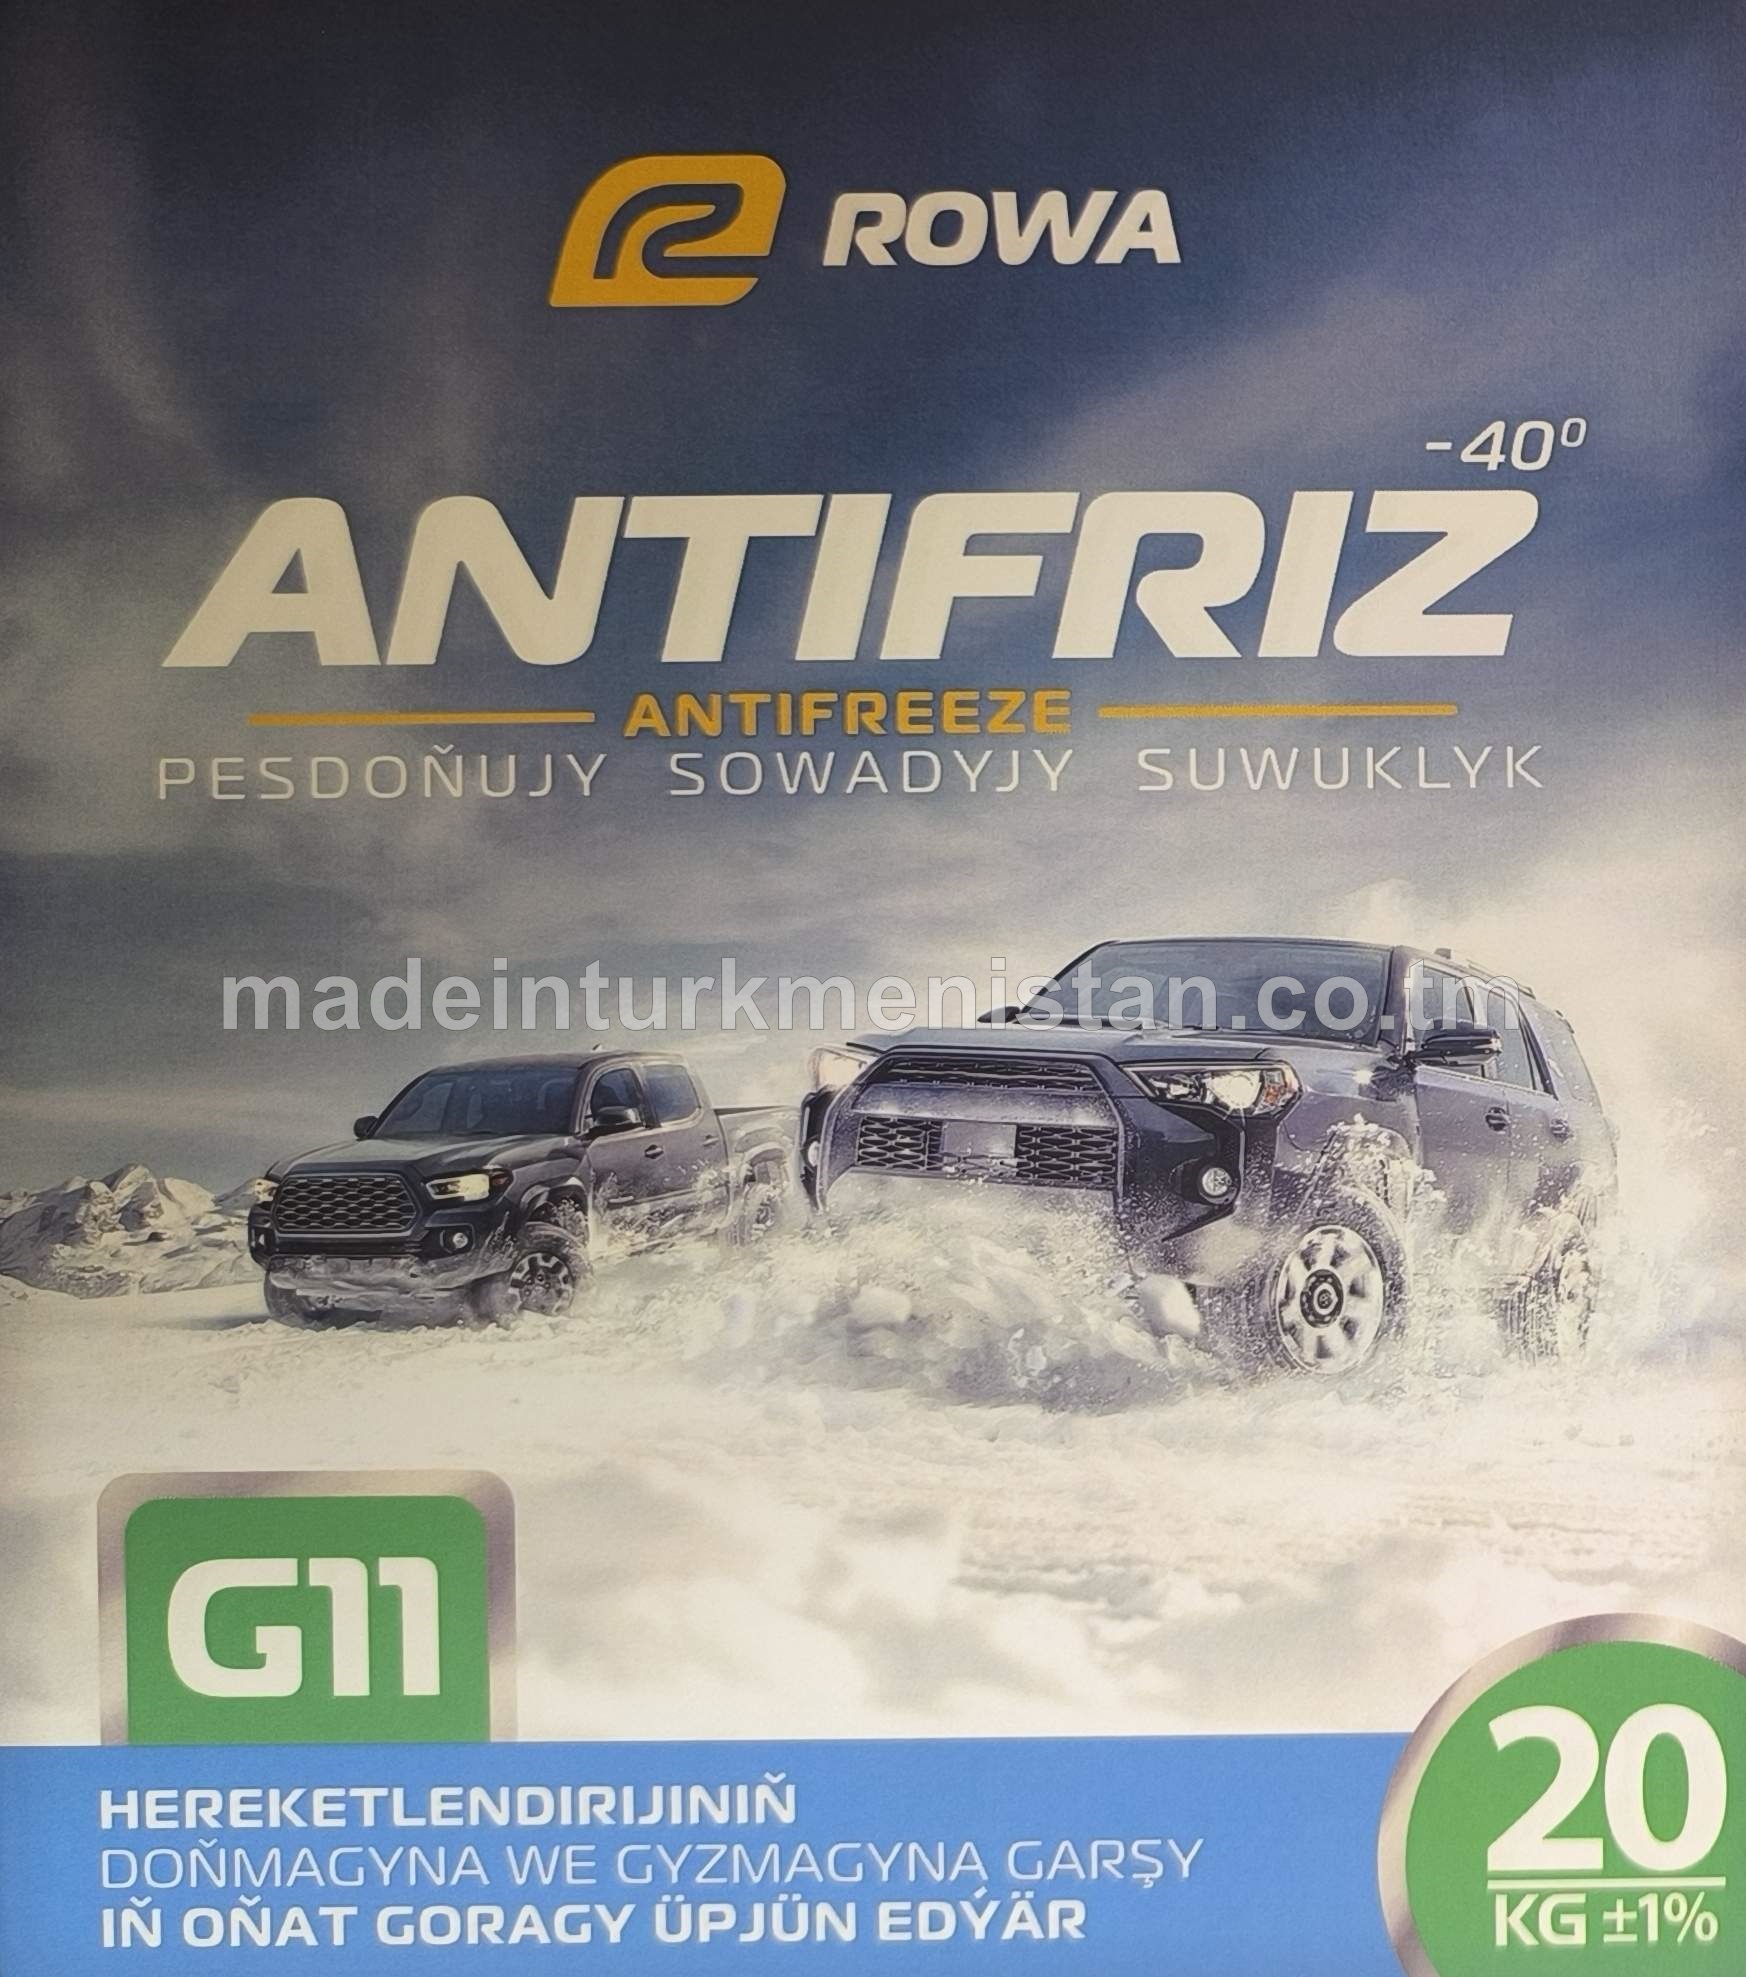 ROWA
-40⁰
ANTIFRIZ
ANTIFREEZE
PESDOŇUJY SOWADYJY SUWUKLYK
madeinturkmenistan.co.tm
G11
HEREKETLENDIRIJINIŇ
DOŇMAGYNA WE GYZMAGYNA GARŞY
IŇ OŇAT GORAGY ÜPJÜN EDÝÄR
20
KG ±1%